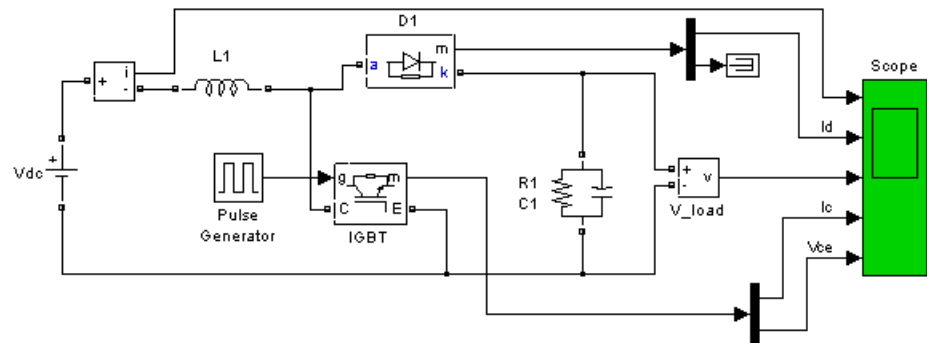 D1
L1
i
+
-
a
m
k
Scope
Id
Vdc
+
g
m
C
E
Pulse
Generator
IGBT
R1
C1
+
-
v
V_load
Ic
Vce